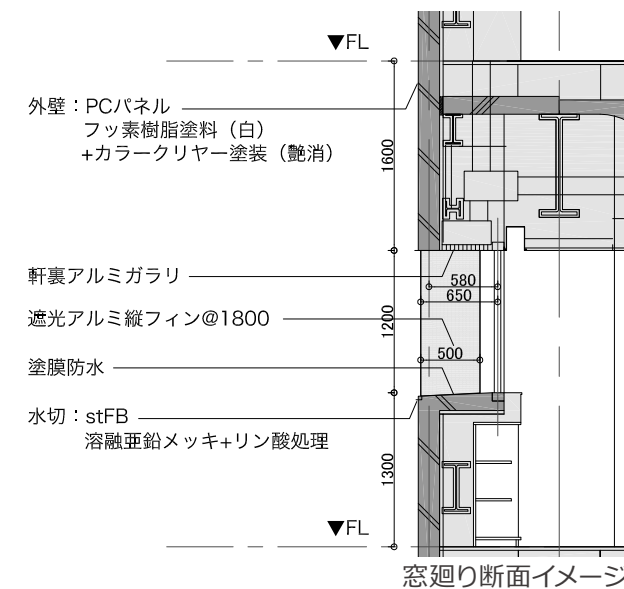 ▼FL
外壁：PCパネル
フッ素樹脂塗料（白）
+カラークリヤー塗装（艶消）
1600
軒裏アルミガラリ
580
650
遮光アルミ縦フィン@1800
1200
500
塗膜防水
水切：stFB
溶融亜鉛メッキ+リン酸処理
1300
▼FL
窓廻り断面イメージ